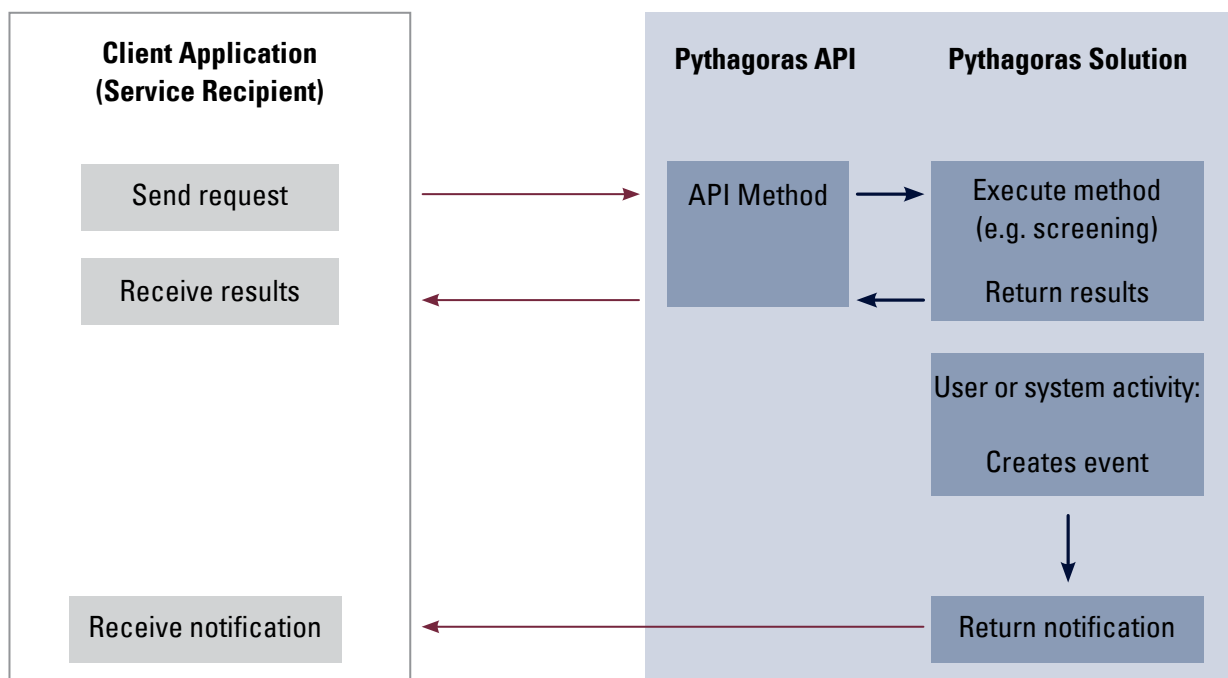 Client Application
(Service Recipient)
Pythagoras API
Pythagoras Solution
Send request
API Method
Execute method
(e.g. screening)
Receive results
Return results
User or system activity:
Creates event
Receive notification
Return notification